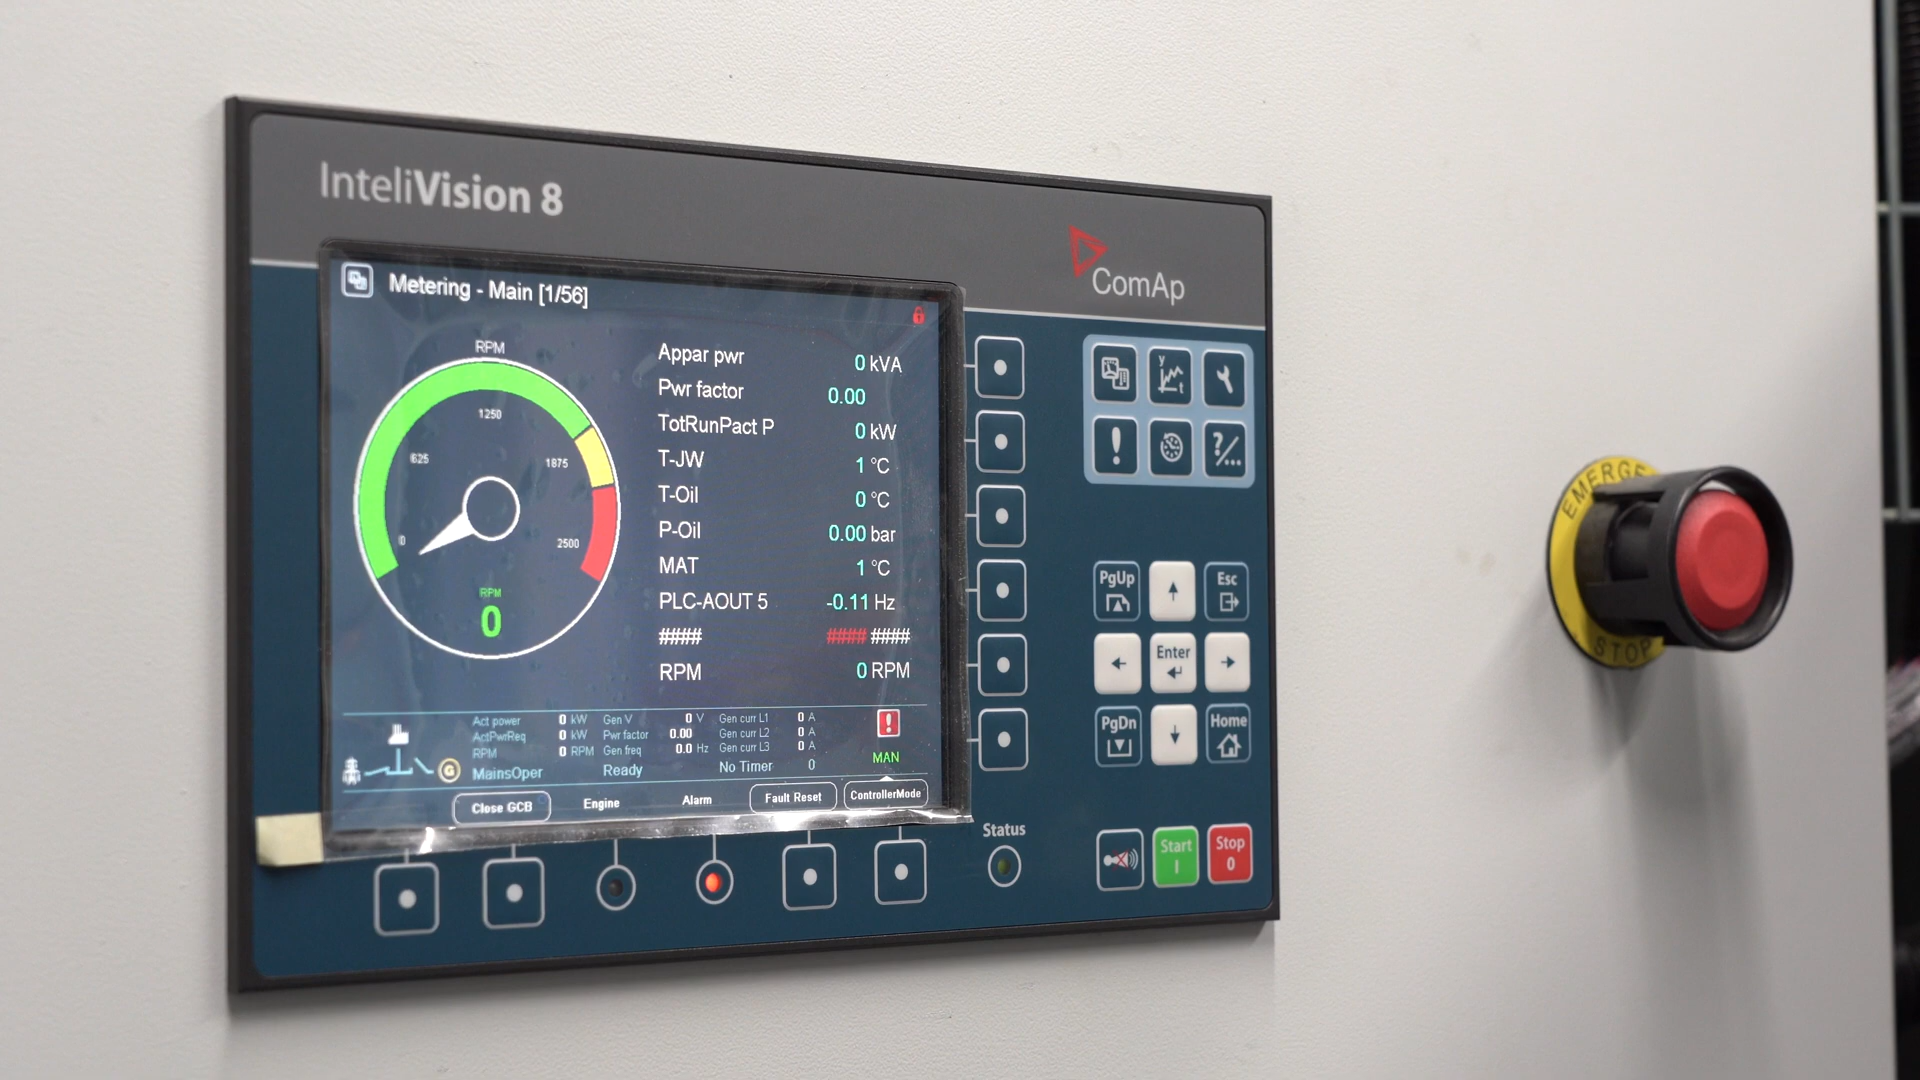 InteliVision 8
ComAp
Metering - Main [1/56]
RPM
1250
625
1875
0
2500
RPM
0
Appar pwr 0 kVA
Pwr factor 0.00
TotRunPact P 0 kW
T-JW 1 °C
T-Oil 0 °C
P-Oil 0.00 bar
MAT 1 °C
PLC-AOUT 5 -0.11 Hz
#### #### ####
RPM 0 RPM
Act power 0 kW Gen V 0 V Gen curr L1 0 A
ActPwrReq 0 kW Pwr factor 0.00 Gen curr L2 0 A
RPM 0 RPM Gen freq 0.0 Hz Gen curr L3 0 A
G MainsOper Ready No Timer 0 MAN
Close GCB Engine Alarm Fault Reset ControllerMode
y
t
PgUp Esc
Enter
PgDn Home
Status
Start
I
Stop
0
STOP